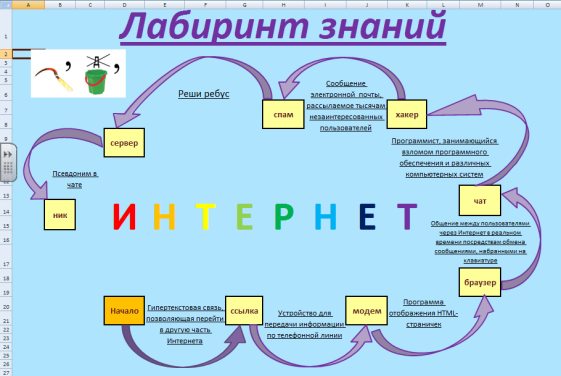 A B C D E F G H I J K L M N O
Лабиринт знаний
Реши ребус
Сообщение
электронной почты,
рассылаемое тысячам
незаинтересованных
пользователей
спам
хакер
Программист, занимающийся
взломом программного
обеспечения и различных
компьютерных систем
сервер
Псевдоним в
чате
ник
ИНТЕРНЕТ
чат
Общение между пользователями
через Интернет в реальном
времени посредствам обмена
сообщениями, набранными на
клавиатуре
браузер
Начало
Гипертекстовая связь,
позволяющая перейти
в другую часть
Интернета
ссылка
Устройство для
передачи информации
по телефонной линии
модем
Программа
отображения HTML-
страничек